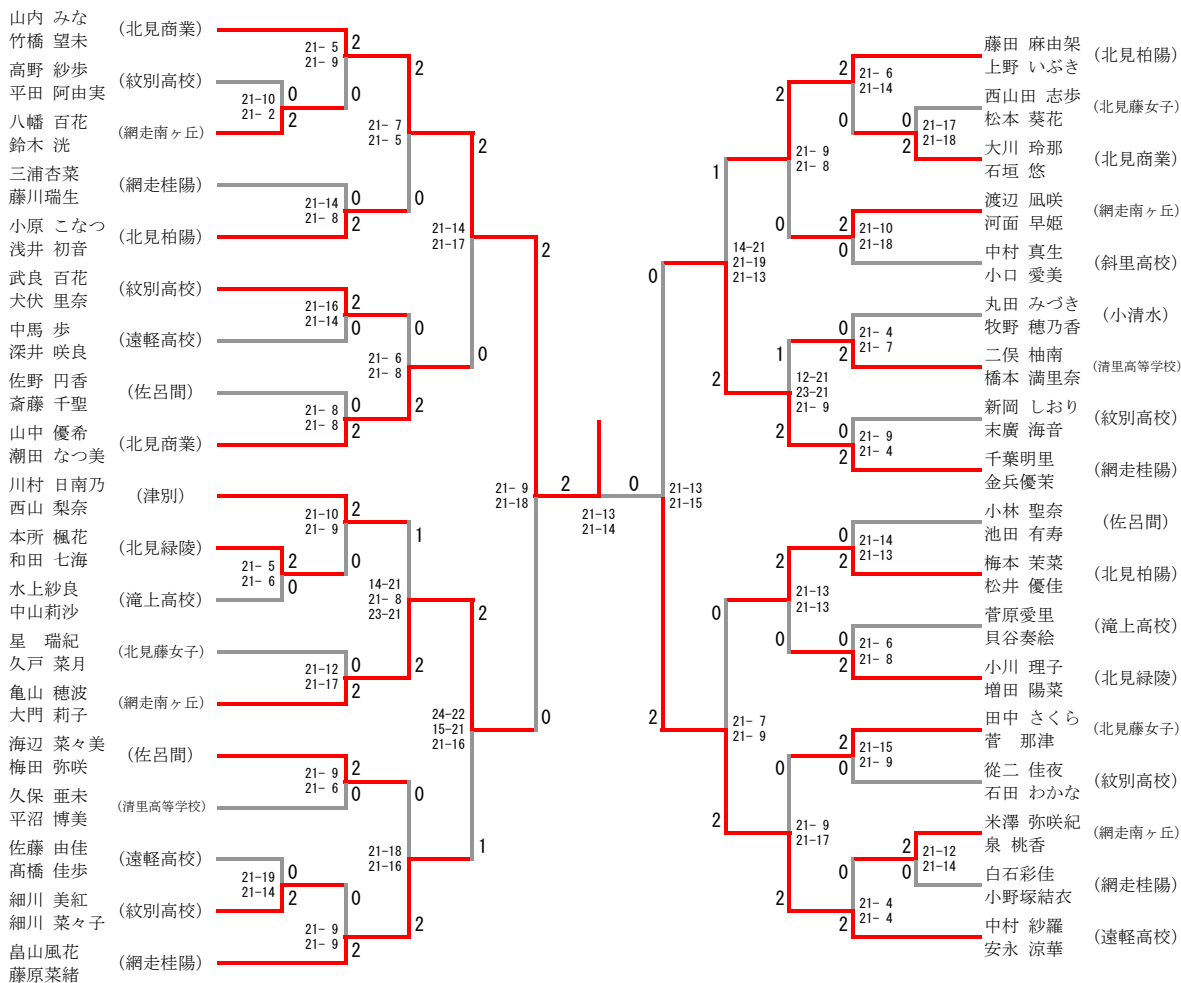 山内 みな
竹橋 望未
(北見商業)
高野 紗歩
平田 阿由実
(紋別高校)
八幡 百花
鈴木 洸
(網走南ヶ丘)
三浦杏菜
藤川瑞生
(網走桂陽)
小原 こなつ
浅井 初音
(北見柏陽)
武良 百花
犬伏 里奈
(紋別高校)
中馬 歩
深井 咲良
(遠軽高校)
佐野 円香
斎藤 千聖
(佐呂間)
山中 優希
潮田 なつ美
(北見商業)
川村 日南乃
西山 梨奈
(津別)
本所 楓花
和田 七海
(北見緑陵)
水上紗良
中山莉沙
(滝上高校)
星 瑞紀
久戸 菜月
(北見藤女子)
亀山 穂波
大門 莉子
(網走南ヶ丘)
海辺 菜々美
梅田 弥咲
(佐呂間)
久保 亜未
平沼 博美
(清里高等学校)
佐藤 由佳
髙橋 佳歩
(遠軽高校)
細川 美紅
細川 菜々子
(紋別高校)
畠山風花
藤原菜緒
(網走桂陽)
21- 5
21- 9
2
0
21-10
21- 2
0
2
21-14
21- 8
0
2
21- 7
21- 5
2
0
21-16
21-14
2
0
21- 8
21- 8
0
2
21- 6
21- 8
0
2
21-14
21-17
2
0
21-10
21- 9
2
0
21- 5
21- 6
2
0
21-12
21-17
0
2
14-21
21- 8
23-21
1
2
21- 9
21- 6
2
0
21-19
21-14
0
2
21- 9
21- 9
0
2
21-18
21-16
0
2
24-22
15-21
21-16
2
1
21- 9
21-18
2
0
2
0
21-13
21-14
21-13
21-15
0
2
14-21
21-19
21-13
1
2
21- 9
21- 8
2
0
21- 6
21-14
2
0
21-17
21-18
0
2
21-10
21-18
2
0
12-21
23-21
21- 9
1
2
21- 4
21- 7
0
2
21- 9
21- 4
0
2
21- 7
21- 9
0
2
21-13
21-13
2
0
21-14
21-13
0
2
21- 6
21- 8
0
2
21- 9
21-17
0
2
21-15
21- 9
2
0
21- 4
21- 4
0
2
21-12
21-14
2
0
藤田 麻由架
上野 いぶき
(北見柏陽)
西山田 志歩
松本 葵花
(北見藤女子)
大川 玲那
石垣 悠
(北見商業)
渡辺 凪咲
河面 早姫
(網走南ヶ丘)
中村 真生
小口 愛美
(斜里高校)
丸田 みづき
牧野 穂乃香
(小清水)
二俣 柚南
橋本 満里奈
(清里高等学校)
新岡 しおり
末廣 海音
(紋別高校)
千葉明里
金兵優茉
(網走桂陽)
小林 聖奈
池田 有寿
(佐呂間)
梅本 茉菜
松井 優佳
(北見柏陽)
菅原愛里
貝谷奏絵
(滝上高校)
小川 理子
増田 陽菜
(北見緑陵)
田中 さくら
菅 那津
(北見藤女子)
從二 佳夜
石田 わかな
(紋別高校)
米澤 弥咲紀
泉 桃香
(網走南ヶ丘)
白石彩佳
小野塚結衣
(網走桂陽)
中村 紗羅
安永 涼華
(遠軽高校)